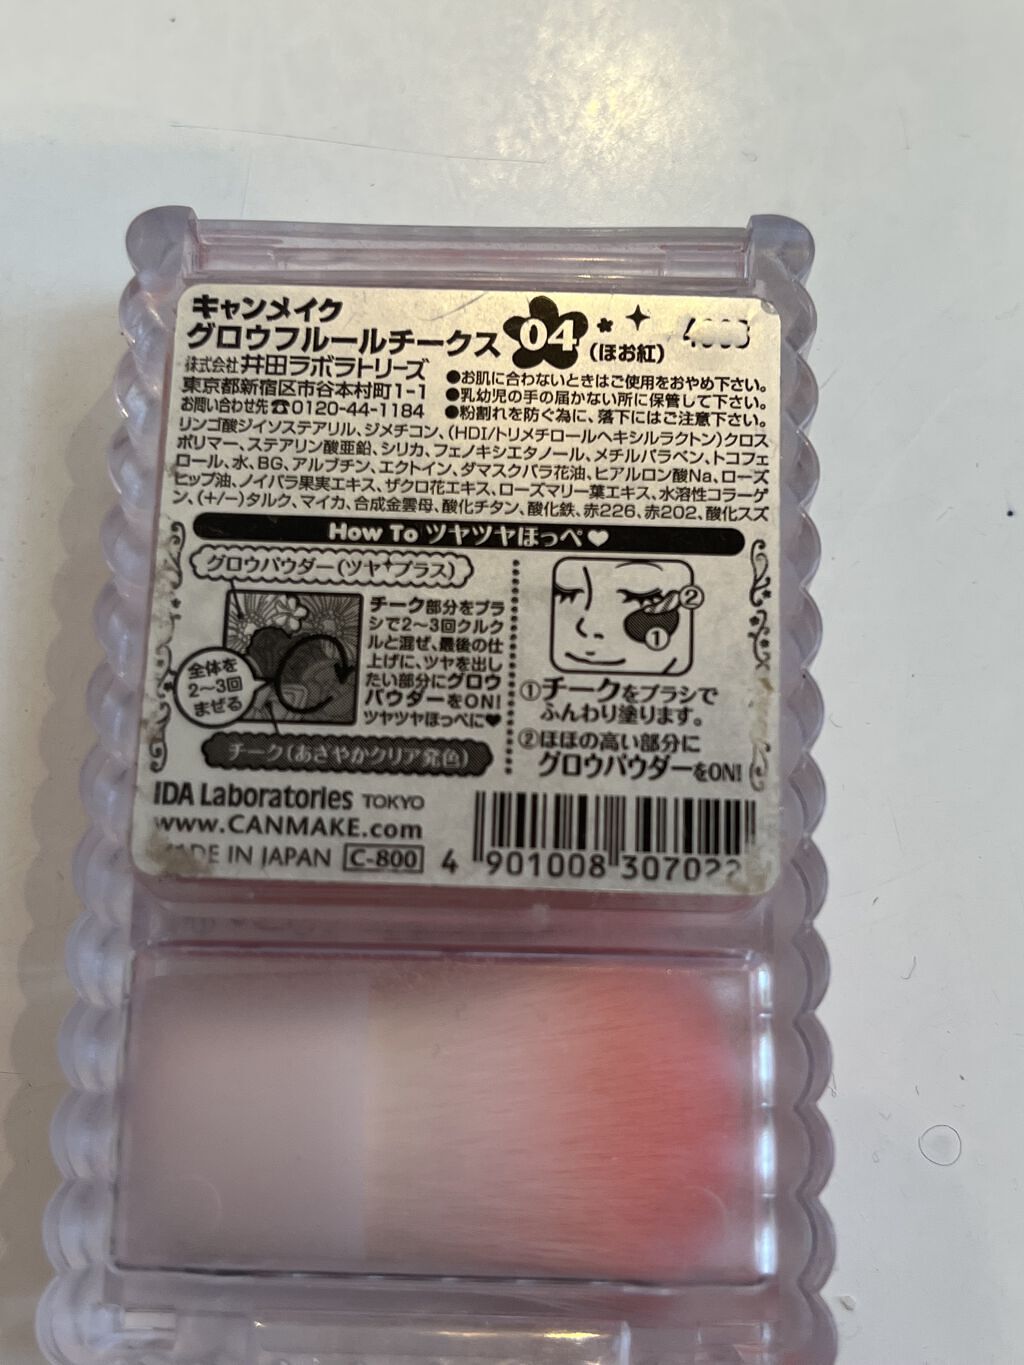 キャンメイク
グロウフルールチークス 04 (ほお紅)
株式会社 井田ラボラトリーズ
東京都新宿区市谷本村町1-1
お問い合わせ先☎0120-44-1184
●お肌に合わないときはご使用をおやめ下さい。
●乳幼児の手の届かない所に保管して下さい。
●粉割れを防ぐ為に、落下にはご注意下さい。
リンゴ酸ジイソステアリル、ジメチコン、(HDI/トリメチロールヘキシルラクトン)クロス
ポリマー、ステアリン酸亜鉛、シリカ、フェノキシエタノール、メチルパラベン、トコフェ
ロール、水、BG、アルブチン、エクトイン、ダマスクバラ花油、ヒアルロン酸Na、ローズ
ヒップ油、ノイバラ果実エキス、ザクロ花エキス、ローズマリー葉エキス、水溶性コラーゲ
ン、(+/−)タルク、マイカ、合成金雲母、酸化チタン、酸化鉄、赤226、赤202、酸化スズ
How To ツヤツヤほっぺ♥
グロウパウダー(ツヤ✦プラス)
チーク部分をブラ
シで2〜3回クルク
ルと混ぜ、最後の仕
上げに、ツヤを出し
たい部分にグロウ
パウダーをON!
ツヤツヤほっぺに♥
全体を
2〜3回
まぜる
チーク(あざやかクリア発色)
②
①
①チークをブラシで
ふんわり塗ります。
②ほほの高い部分に
グロウパウダーをON!
IDA Laboratories TOKYO
www.CANMAKE.com
MADE IN JAPAN C-800
4 901008 307022